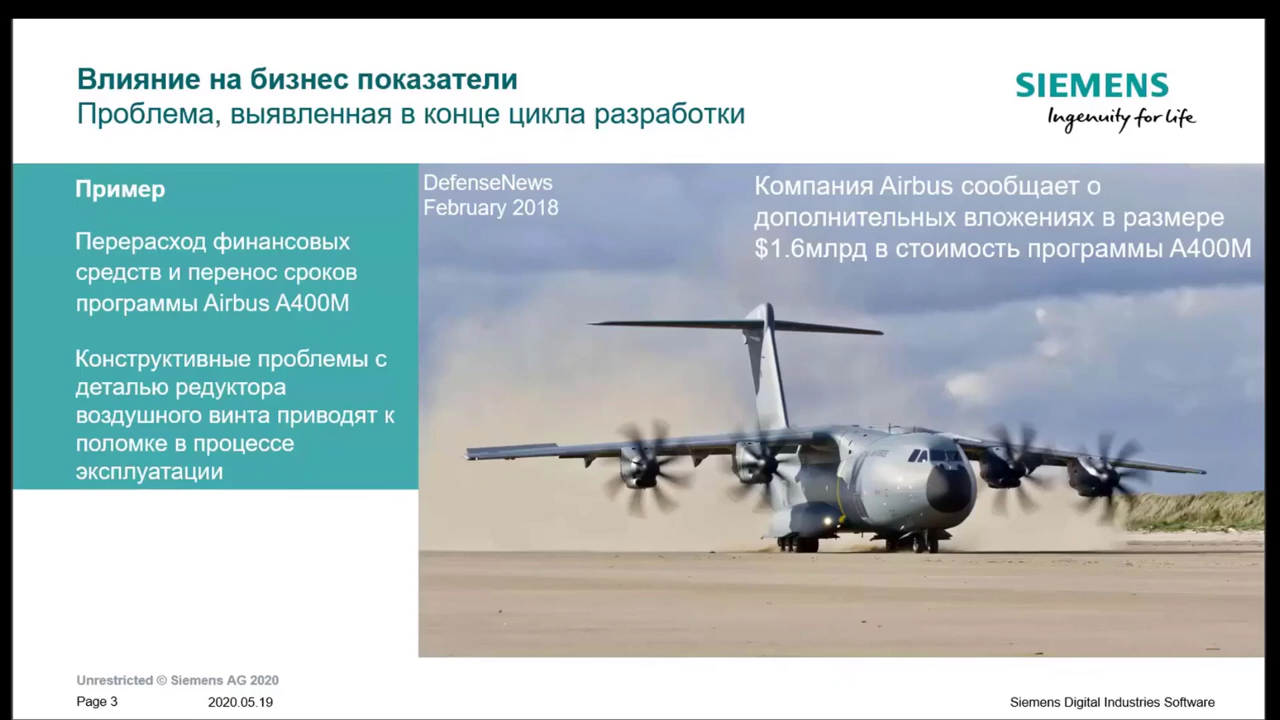 Влияние на бизнес показатели
Проблема, выявленная в конце цикла разработки
SIEMENS
Ingenuity for life
Пример
Перерасход финансовых
средств и перенос сроков
программы Airbus A400M
Конструктивные проблемы с
деталью редуктора
воздушного винта приводят к
поломке в процессе
эксплуатации
DefenseNews
February 2018
Компания Airbus сообщает о
дополнительных вложениях в размере
$1.6млрд в стоимость программы A400M
Unrestricted © Siemens AG 2020
Page 3
2020.05.19
Siemens Digital Industries Software